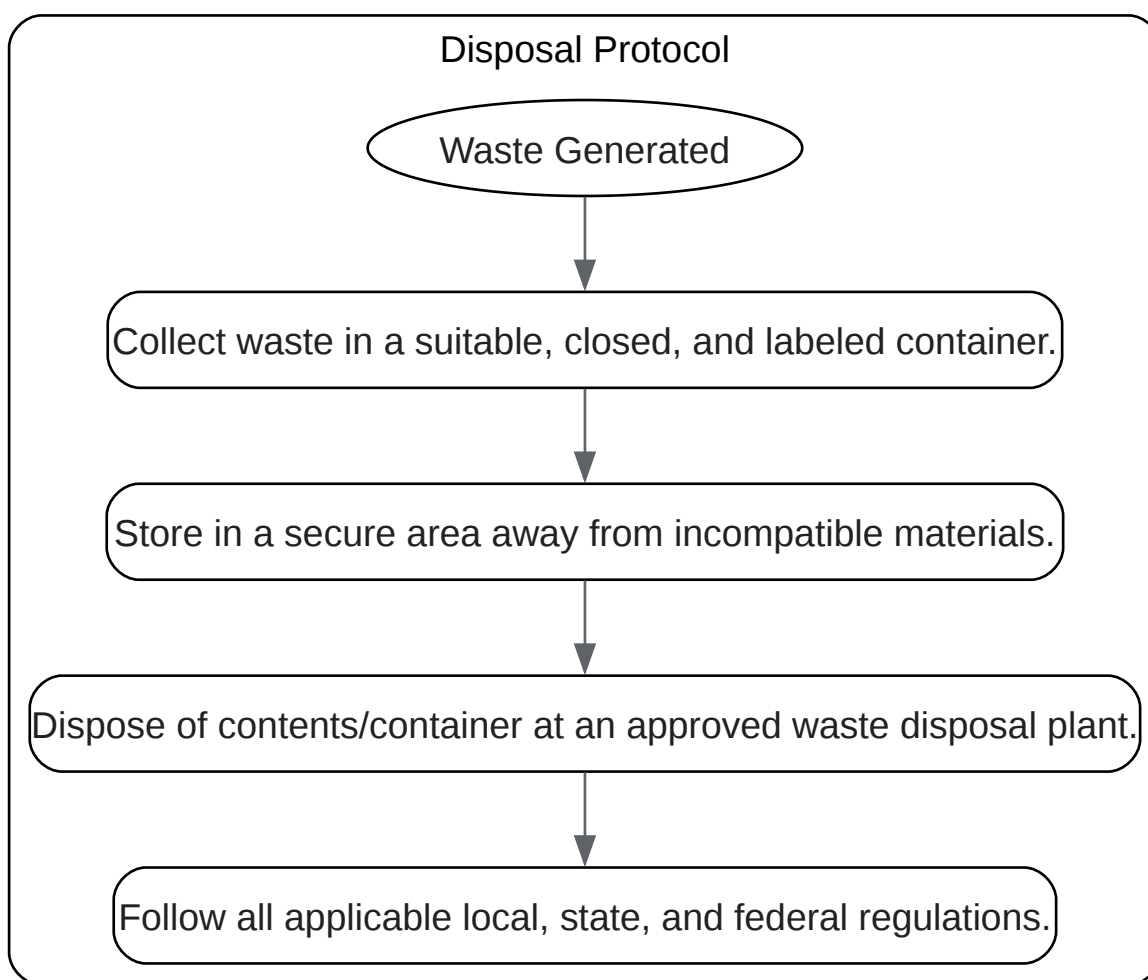 Disposal Protocol
Waste Generated
Collect waste in a suitable, closed, and labeled container.
Store in a secure area away from incompatible materials.
Dispose of contents/container at an approved waste disposal plant.
Follow all applicable local, state, and federal regulations.